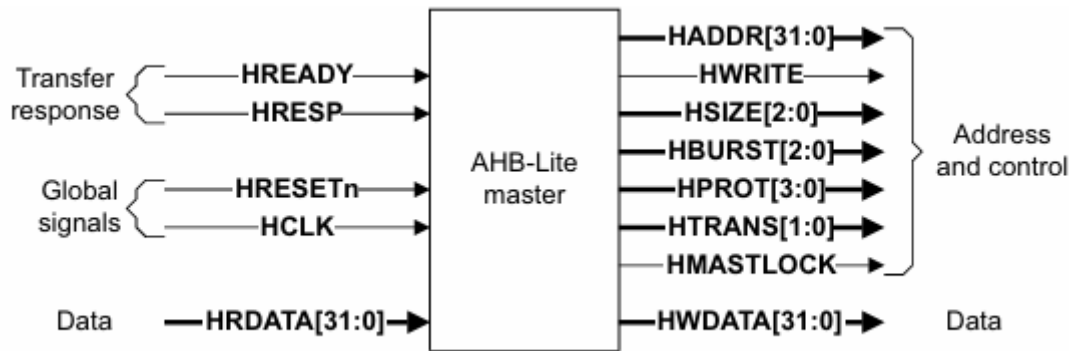 HADDR[31:0]
Transfer
response
HREADY
HWRITE
HRESP
HSIZE[2:0]
AHB-Lite
master
HBURST[2:0]
Address
and control
Global
signals
HRESETn
HPROT[3:0]
HCLK
HTRANS[1:0]
HMASTLOCK
Data
HRDATA[31:0]
HWDATA[31:0]
Data